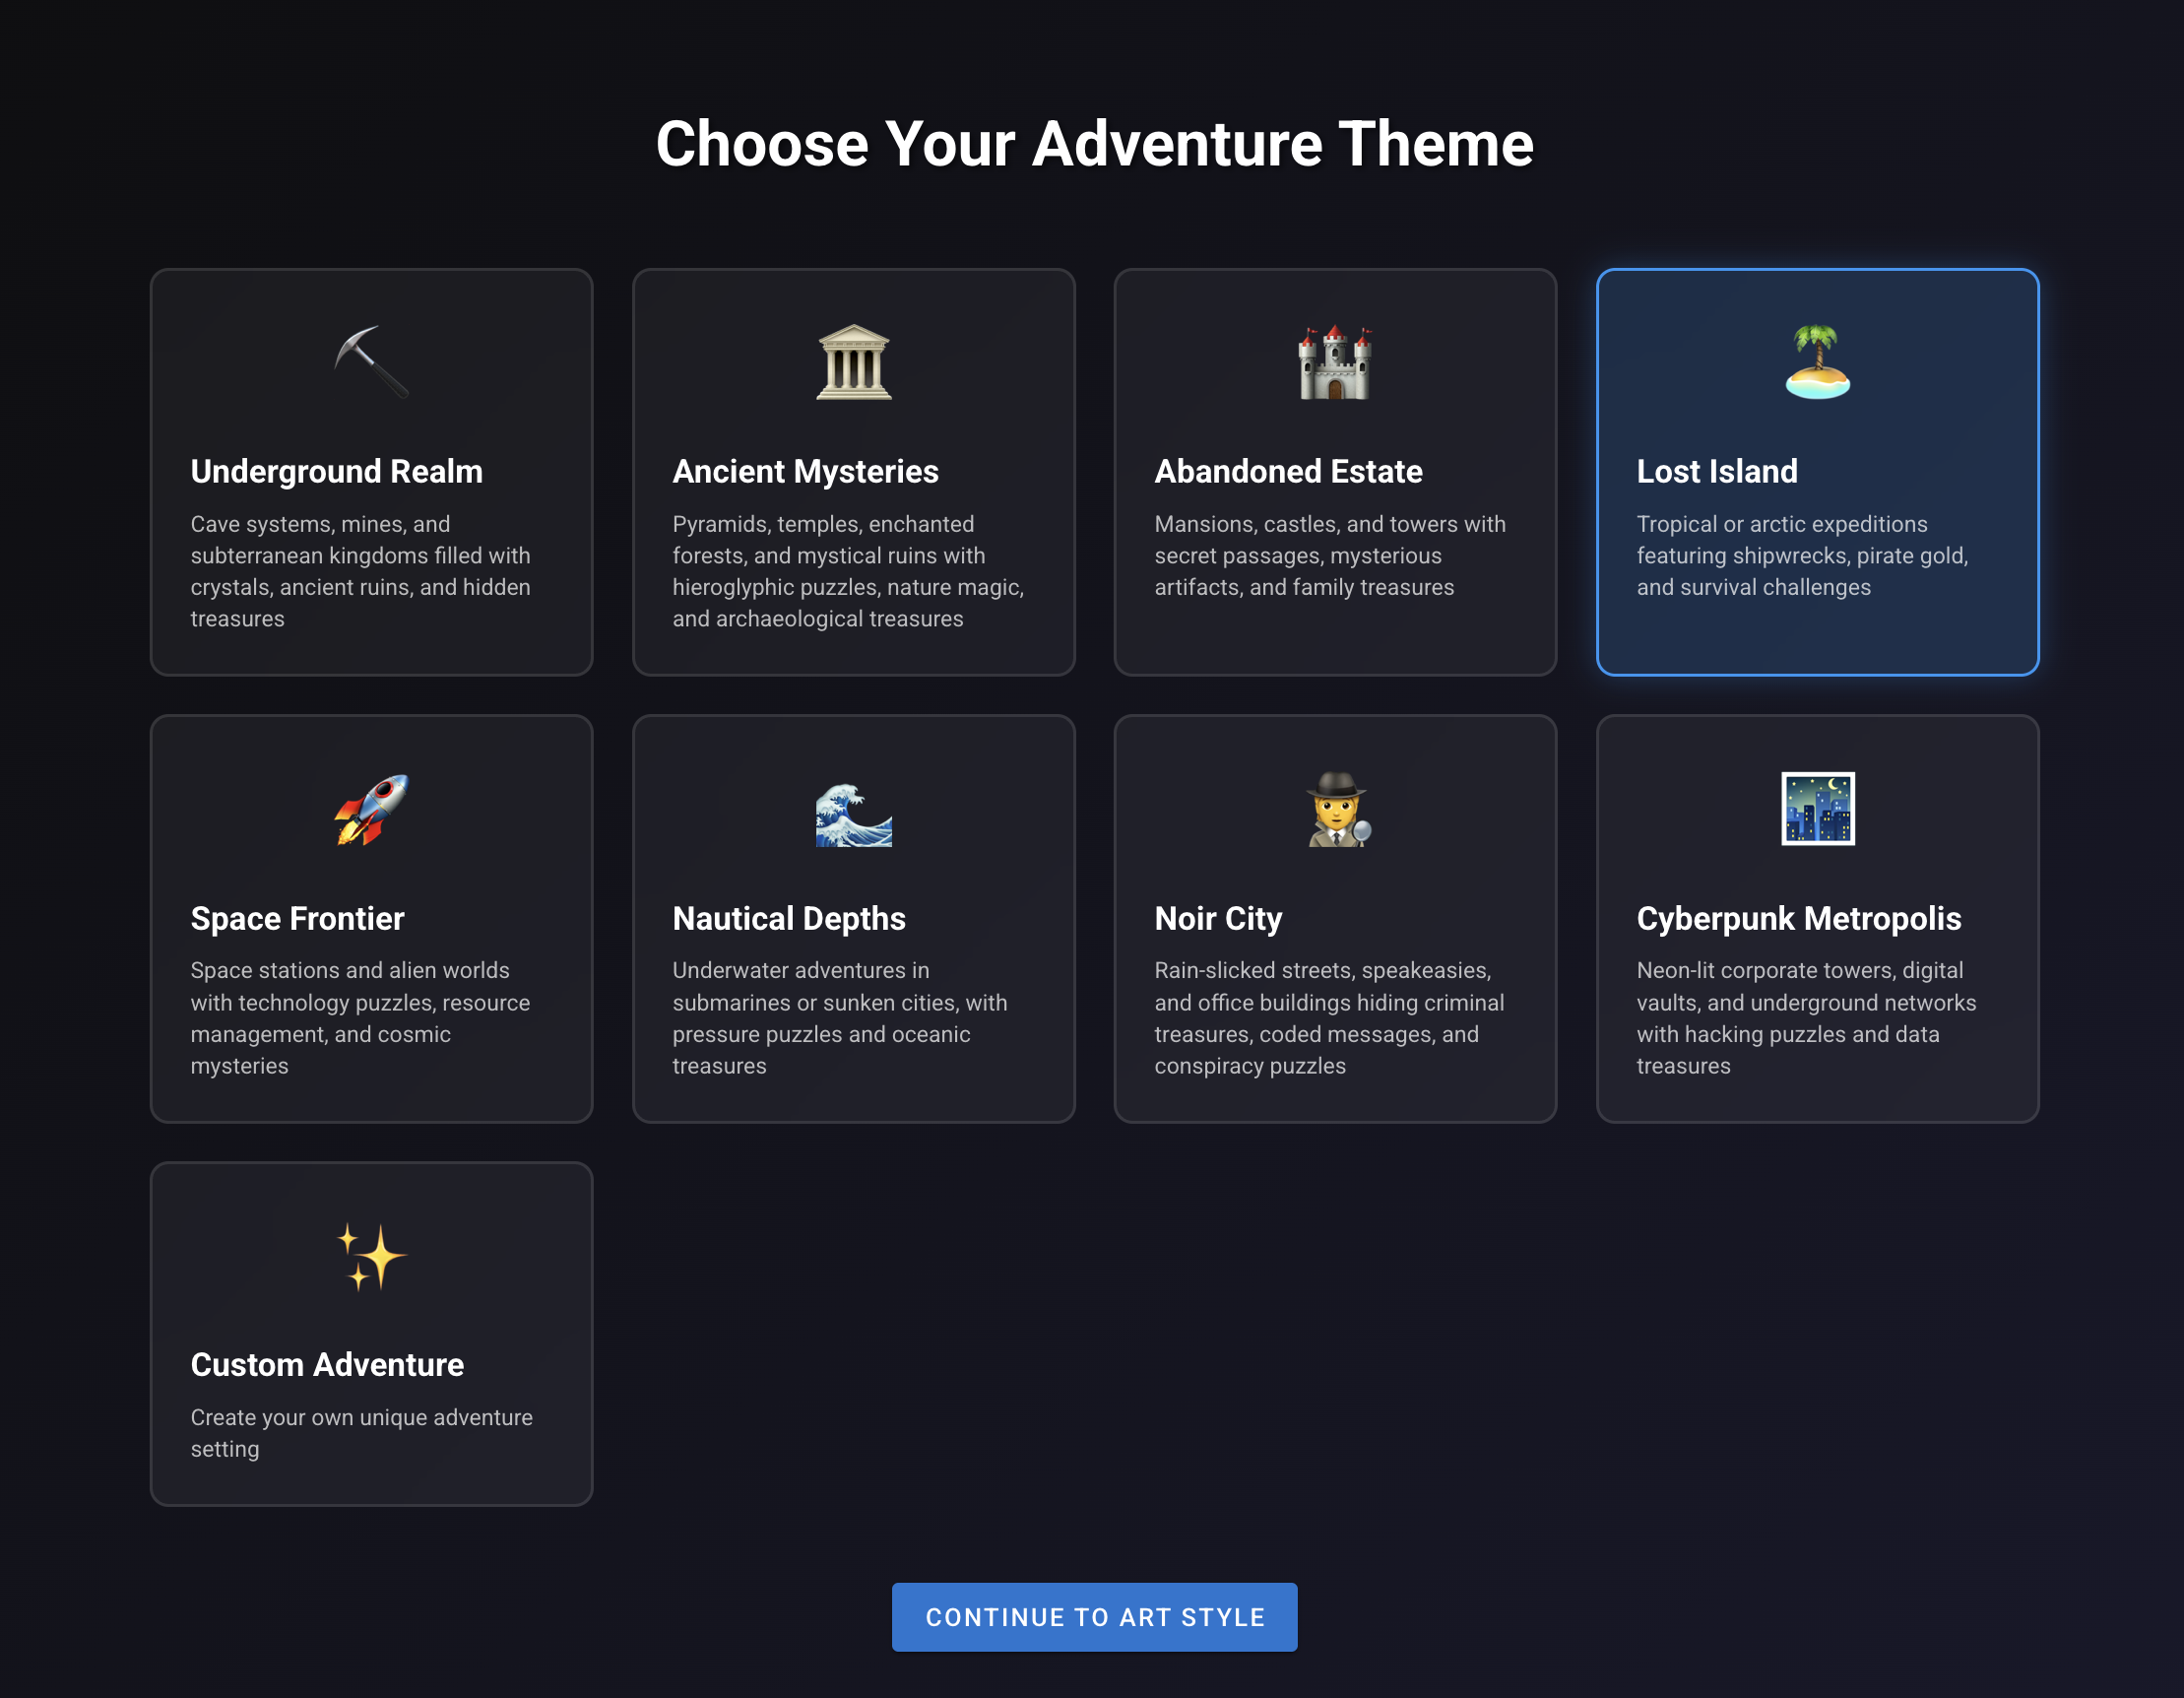 Choose Your Adventure Theme
Underground Realm
Cave systems, mines, and
subterranean kingdoms filled with
crystals, ancient ruins, and hidden
treasures
Ancient Mysteries
Pyramids, temples, enchanted
forests, and mystical ruins with
hieroglyphic puzzles, nature magic,
and archaeological treasures
Abandoned Estate
Mansions, castles, and towers with
secret passages, mysterious
artifacts, and family treasures
Lost Island
Tropical or arctic expeditions
featuring shipwrecks, pirate gold,
and survival challenges
Space Frontier
Space stations and alien worlds
with technology puzzles, resource
management, and cosmic
mysteries
Nautical Depths
Underwater adventures in
submarines or sunken cities, with
pressure puzzles and oceanic
treasures
Noir City
Rain-slicked streets, speakeasies,
and office buildings hiding criminal
treasures, coded messages, and
conspiracy puzzles
Cyberpunk Metropolis
Neon-lit corporate towers, digital
vaults, and underground networks
with hacking puzzles and data
treasures
Custom Adventure
Create your own unique adventure
setting
CONTINUE TO ART STYLE